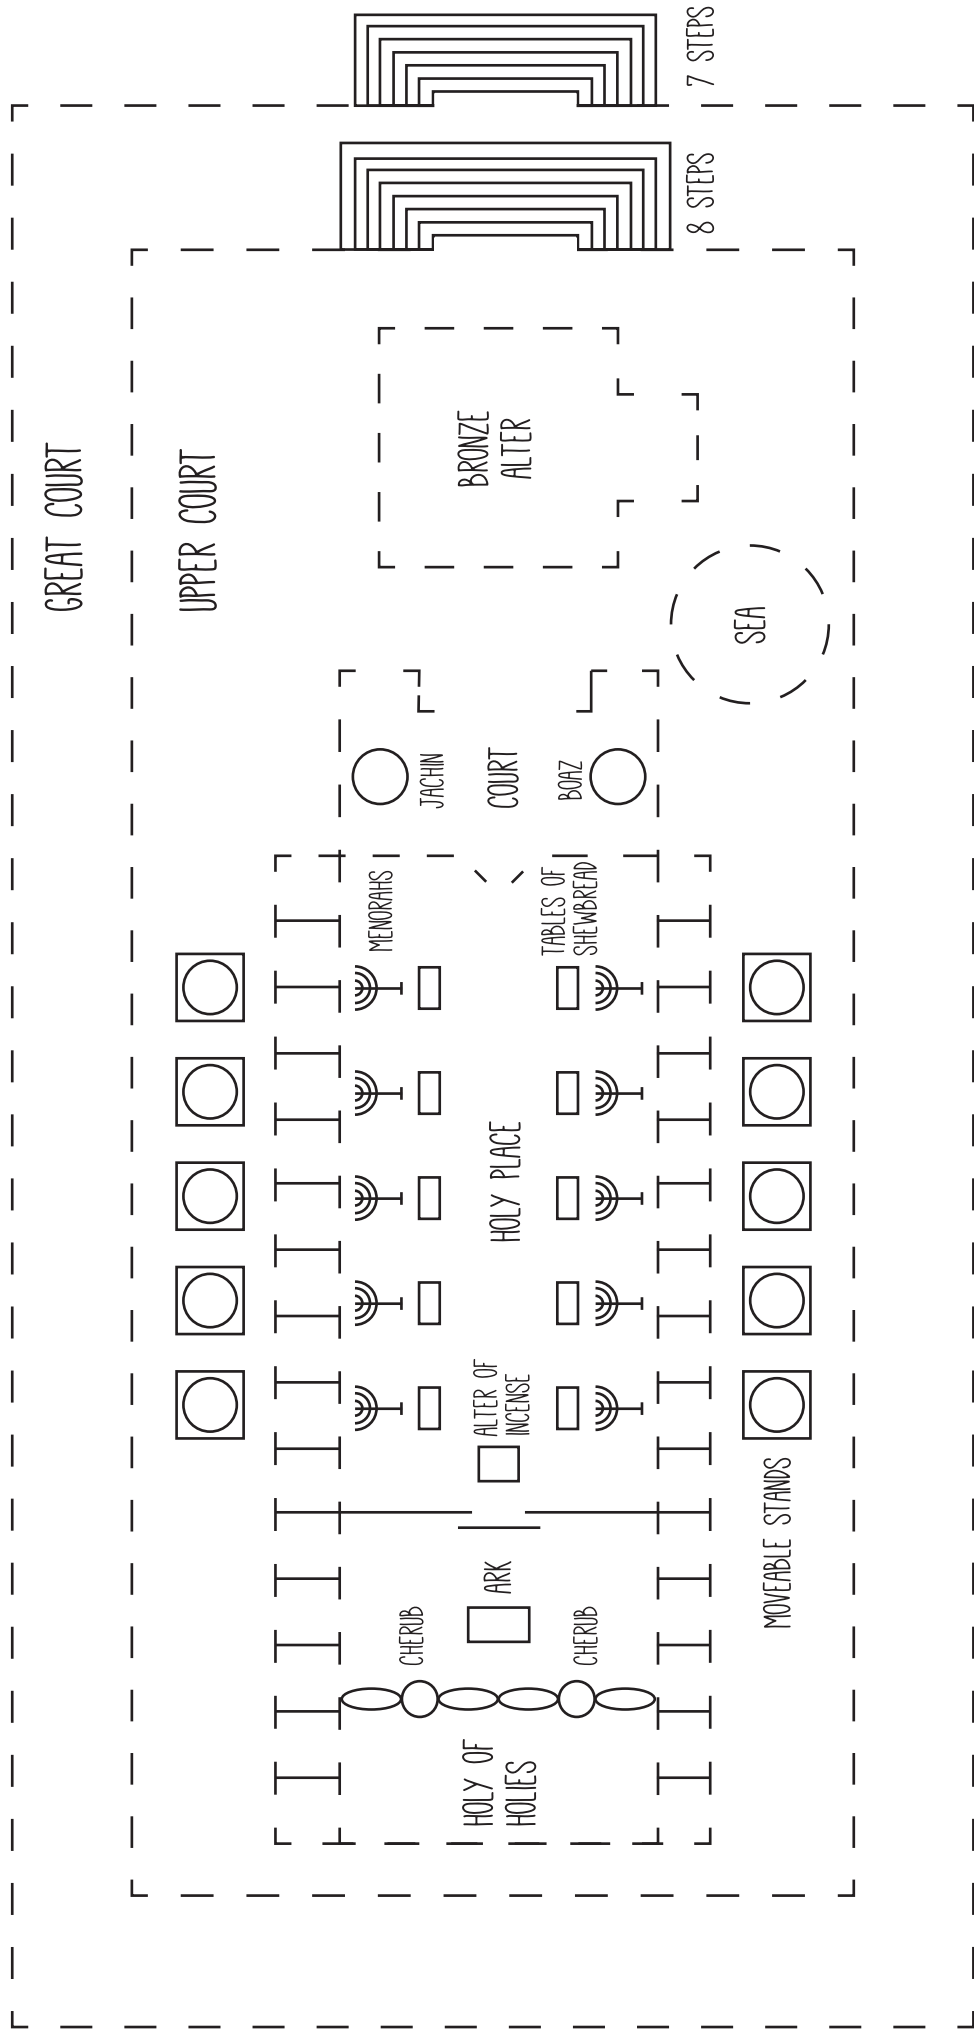 7 STEPS
8 STEPS
GREAT COURT
UPPER COURT
BRONZE
ALTER
SEA
JACHIN
COURT
BOAZ
MENORAHS
TABLES OF
SHEWBREAD
HOLY PLACE
ALTER OF
INCENSE
MOVEABLE STANDS
ARK
CHERUB
CHERUB
HOLY OF
HOLIES